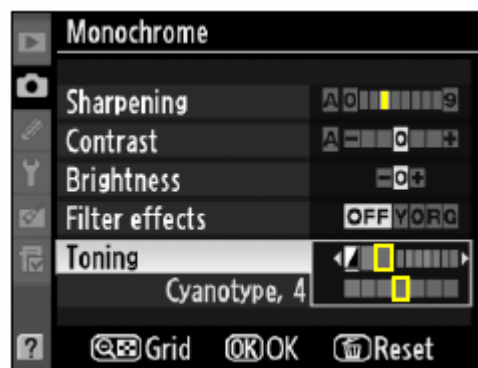 Monochrome
Sharpening A 0 9
Contrast A - 0 +
Brightness - 0 +
Filter effects OFF Y O R G
Toning
Cyanotype, 4
? Grid OK OK Reset